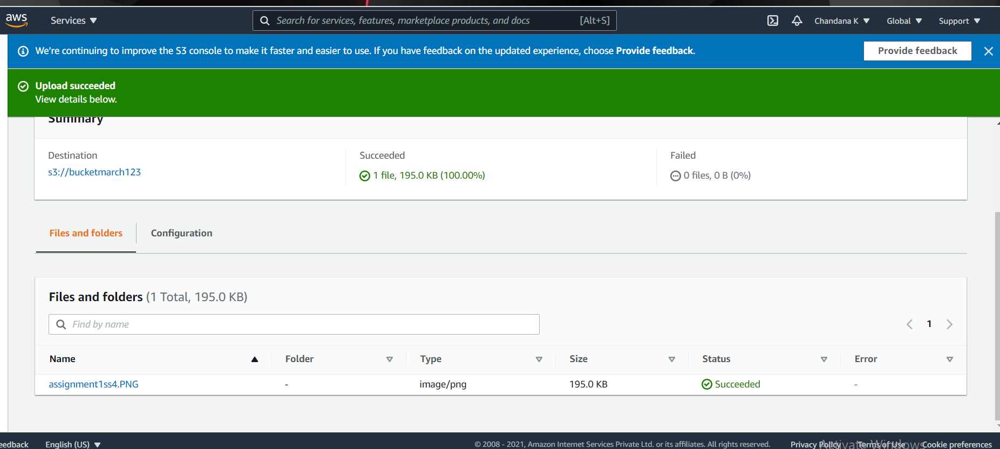 aws
Services
Search for services, features, marketplace products, and docs [Alt+S]
Chandana K
Global
Support
We're continuing to improve the S3 console to make it faster and easier to use. If you have feedback on the updated experience, choose Provide feedback.
Provide feedback
Upload succeeded
View details below.
Summary
Destination
s3://bucketmarch123
Succeeded
1 file, 195.0 KB (100.00%)
Failed
0 files, 0 B (0%)
Files and folders
Configuration
Files and folders (1 Total, 195.0 KB)
Find by name
1
Name Folder Type Size Status Error
assignment1ss4.PNG - image/png 195.0 KB Succeeded -
eedback
English (US)
© 2008 - 2021, Amazon Internet Services Private Ltd. or its affiliates. All rights reserved.
Privacy Policy
Terms of Use
Cookie preferences
Activate Windows